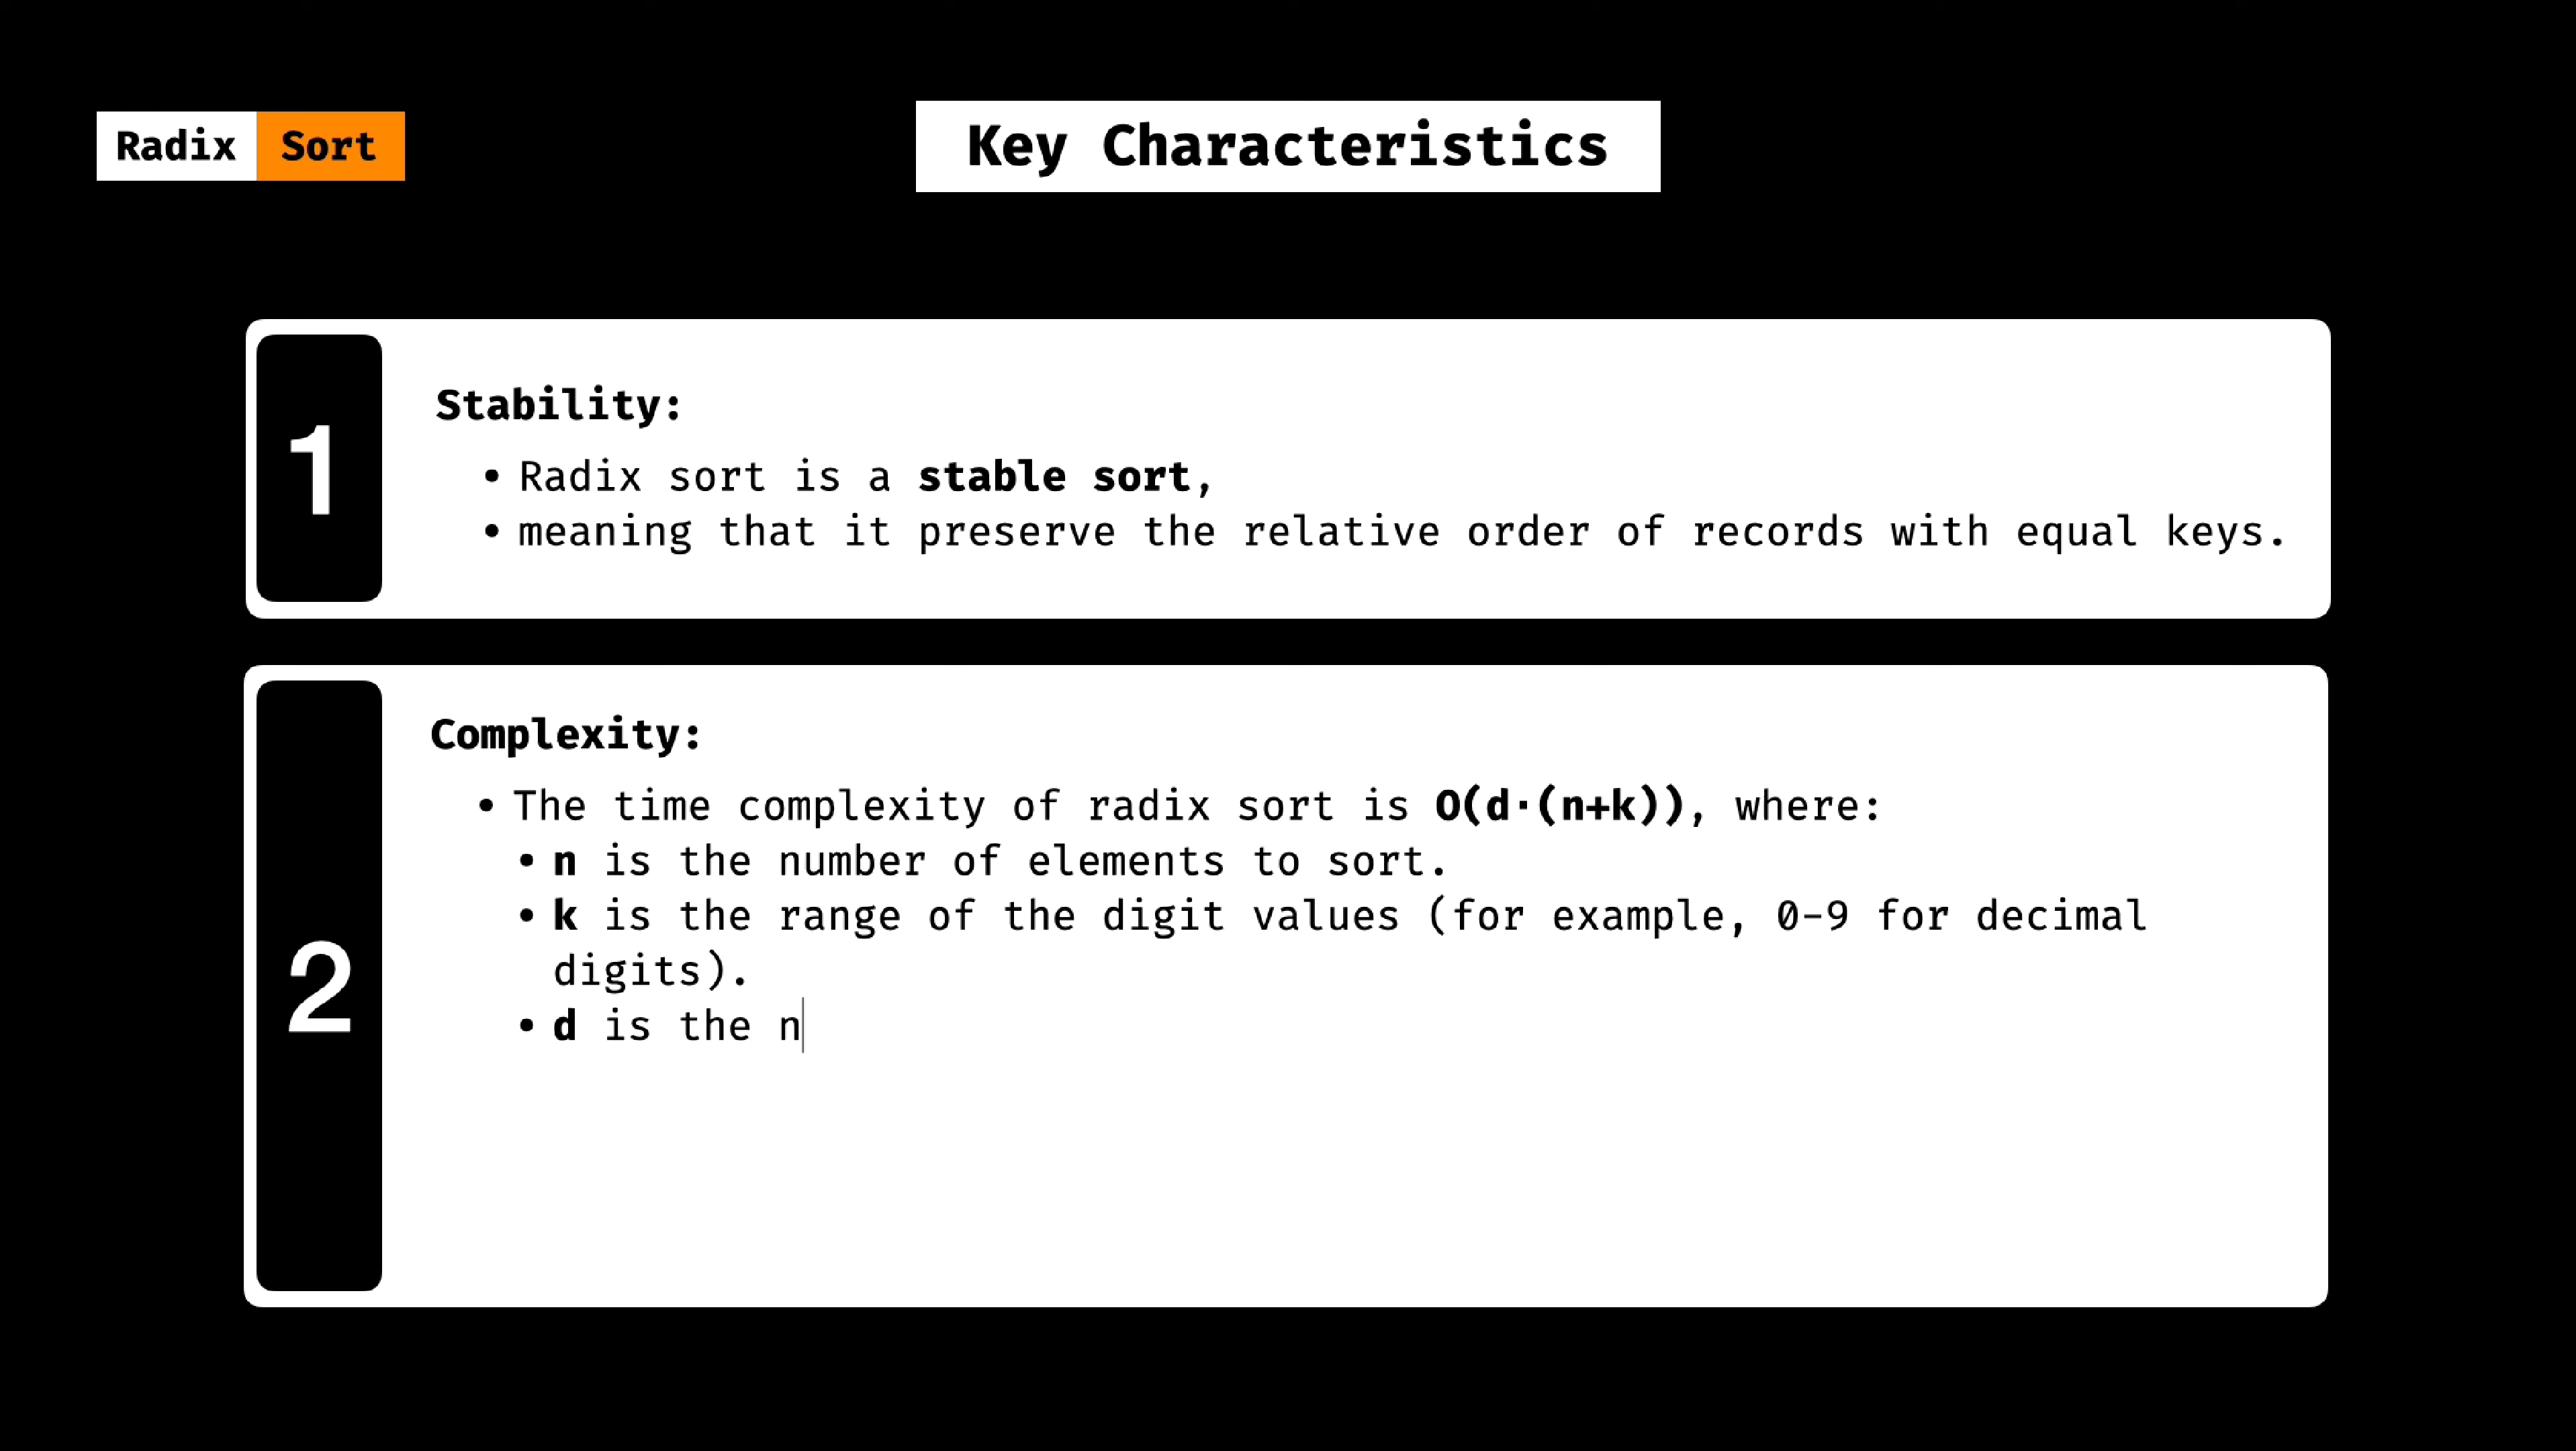 Radix Sort
Key Characteristics
1
Stability:
• Radix sort is a stable sort,
• meaning that it preserve the relative order of records with equal keys.
2
Complexity:
• The time complexity of radix sort is O(d·(n+k)), where:
• n is the number of elements to sort.
• k is the range of the digit values (for example, 0-9 for decimal
digits).
• d is the n